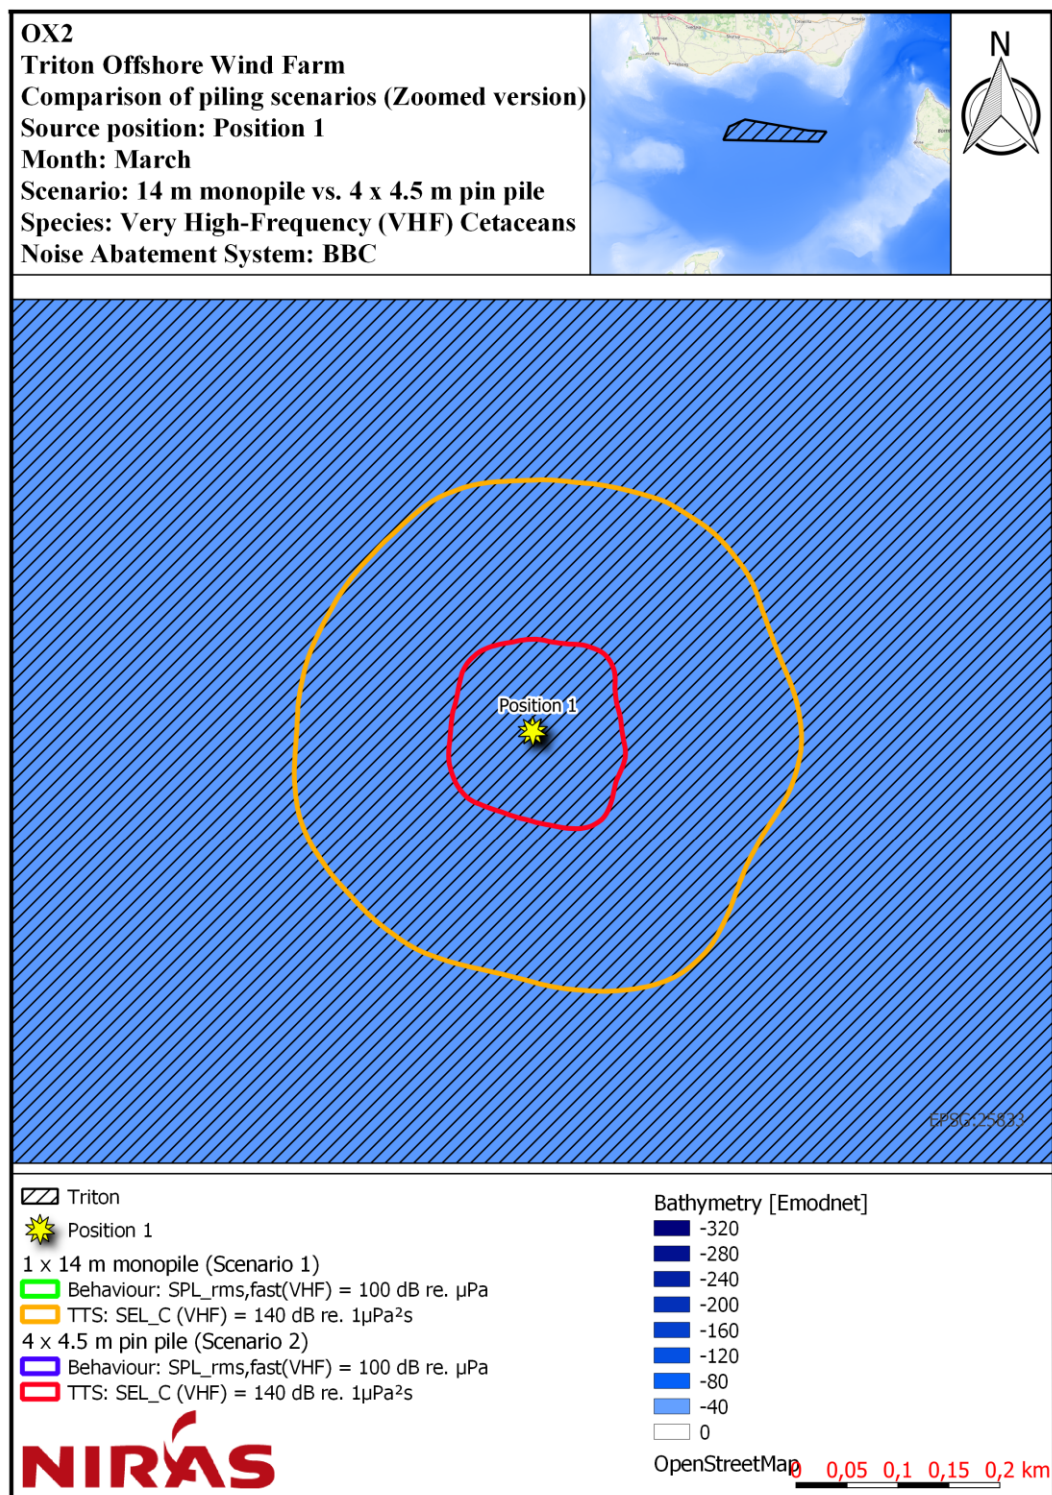 OX2
Triton Offshore Wind Farm
Comparison of piling scenarios (Zoomed version)
Source position: Position 1
Month: March
Scenario: 14 m monopile vs. 4 x 4.5 m pin pile
Species: Very High-Frequency (VHF) Cetaceans
Noise Abatement System: BBC
N
Position 1
EPSG:25833
Triton
Position 1
1 x 14 m monopile (Scenario 1)
Behaviour: SPL_rms,fast(VHF) = 100 dB re. µPa
TTS: SEL_C (VHF) = 140 dB re. 1µPa²s
4 x 4.5 m pin pile (Scenario 2)
Behaviour: SPL_rms,fast(VHF) = 100 dB re. µPa
TTS: SEL_C (VHF) = 140 dB re. 1µPa²s
NIRAS
Bathymetry [Emodnet]
-320
-280
-240
-200
-160
-120
-80
-40
0
OpenStreetMap
0 0,05 0,1 0,15 0,2 km